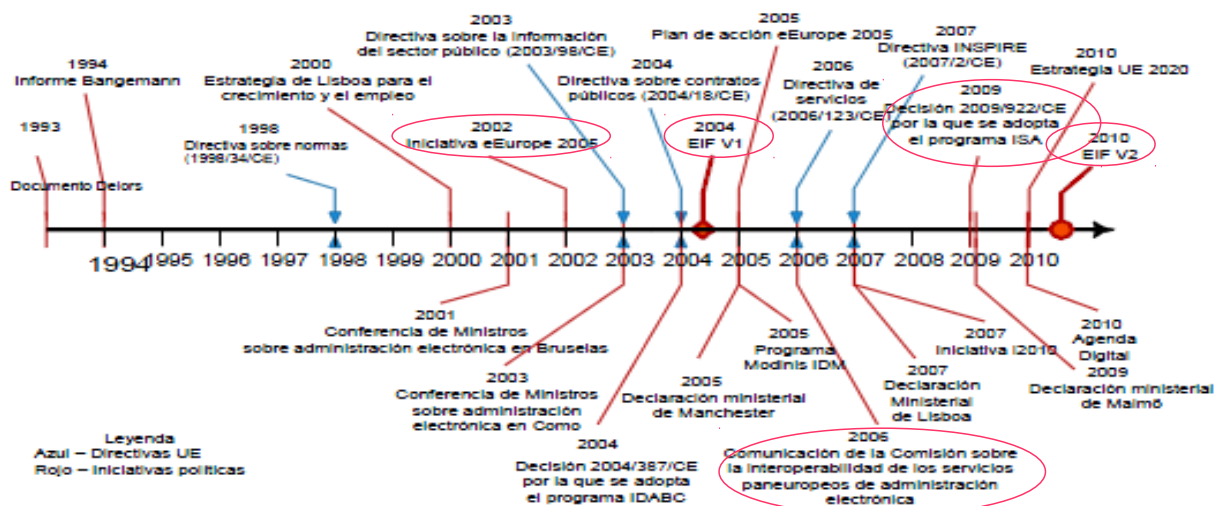 1993
Documento Delors
1994
Informe Bangemann
1998
Directiva sobre normas
(1998/34/CE)
2000
Estrategia de Lisboa para el
crecimiento y el empleo
2002
Iniciativa eEurope 2005
2003
Directiva sobre la información
del sector público (2003/98/CE)
2004
Directiva sobre contratos
públicos (2004/18/CE)
2004
EIF V1
2005
Plan de acción eEurope 2005
2006
Directiva de
servicios
(2006/123/CE)
2007
Directiva INSPIRE
(2007/2/CE)
2009
Decisión 2009/922/CE
por la que se adopta
el programa ISA
2010
Estrategia UE 2020
2010
EIF V2
1994 1995 1996 1997 1998 1999 2000 2001 2002 2003 2004 2005 2006 2007 2008 2009 2010
2001
Conferencia de Ministros
sobre administración electrónica en Bruselas
2003
Conferencia de Ministros
sobre administración
electrónica en Como
2004
Decisión 2004/387/CE
por la que se adopta
el programa IDABC
2005
Declaración ministerial
de Manchester
2005
Programa
Modinis IDM
2006
Comunicación de la Comisión sobre
la interoperabilidad de los servicios
paneuropeos de administración
electrónica
2007
Declaración
Ministerial
de Lisboa
2007
Iniciativa i2010
2010
Agenda
Digital
2009
Declaración ministerial
de Malmö
Leyenda
Azul – Directivas UE
Rojo – Iniciativas políticas